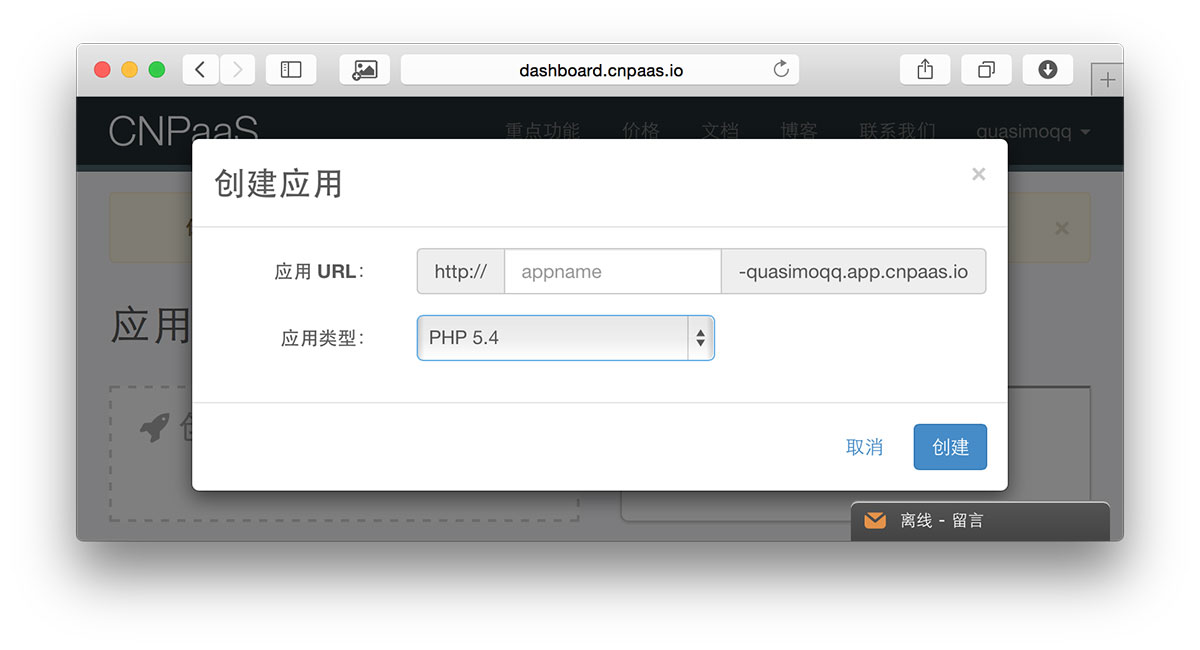 dashboard.cnpaas.io
CNPaaS
重点功能 价格 文档 博客 联系我们 quasimoqq
创建应用
×
应用 URL： http:// appname -quasimoqq.app.cnpaas.io
应用类型： PHP 5.4
应用
取消 创建
离线 - 留言